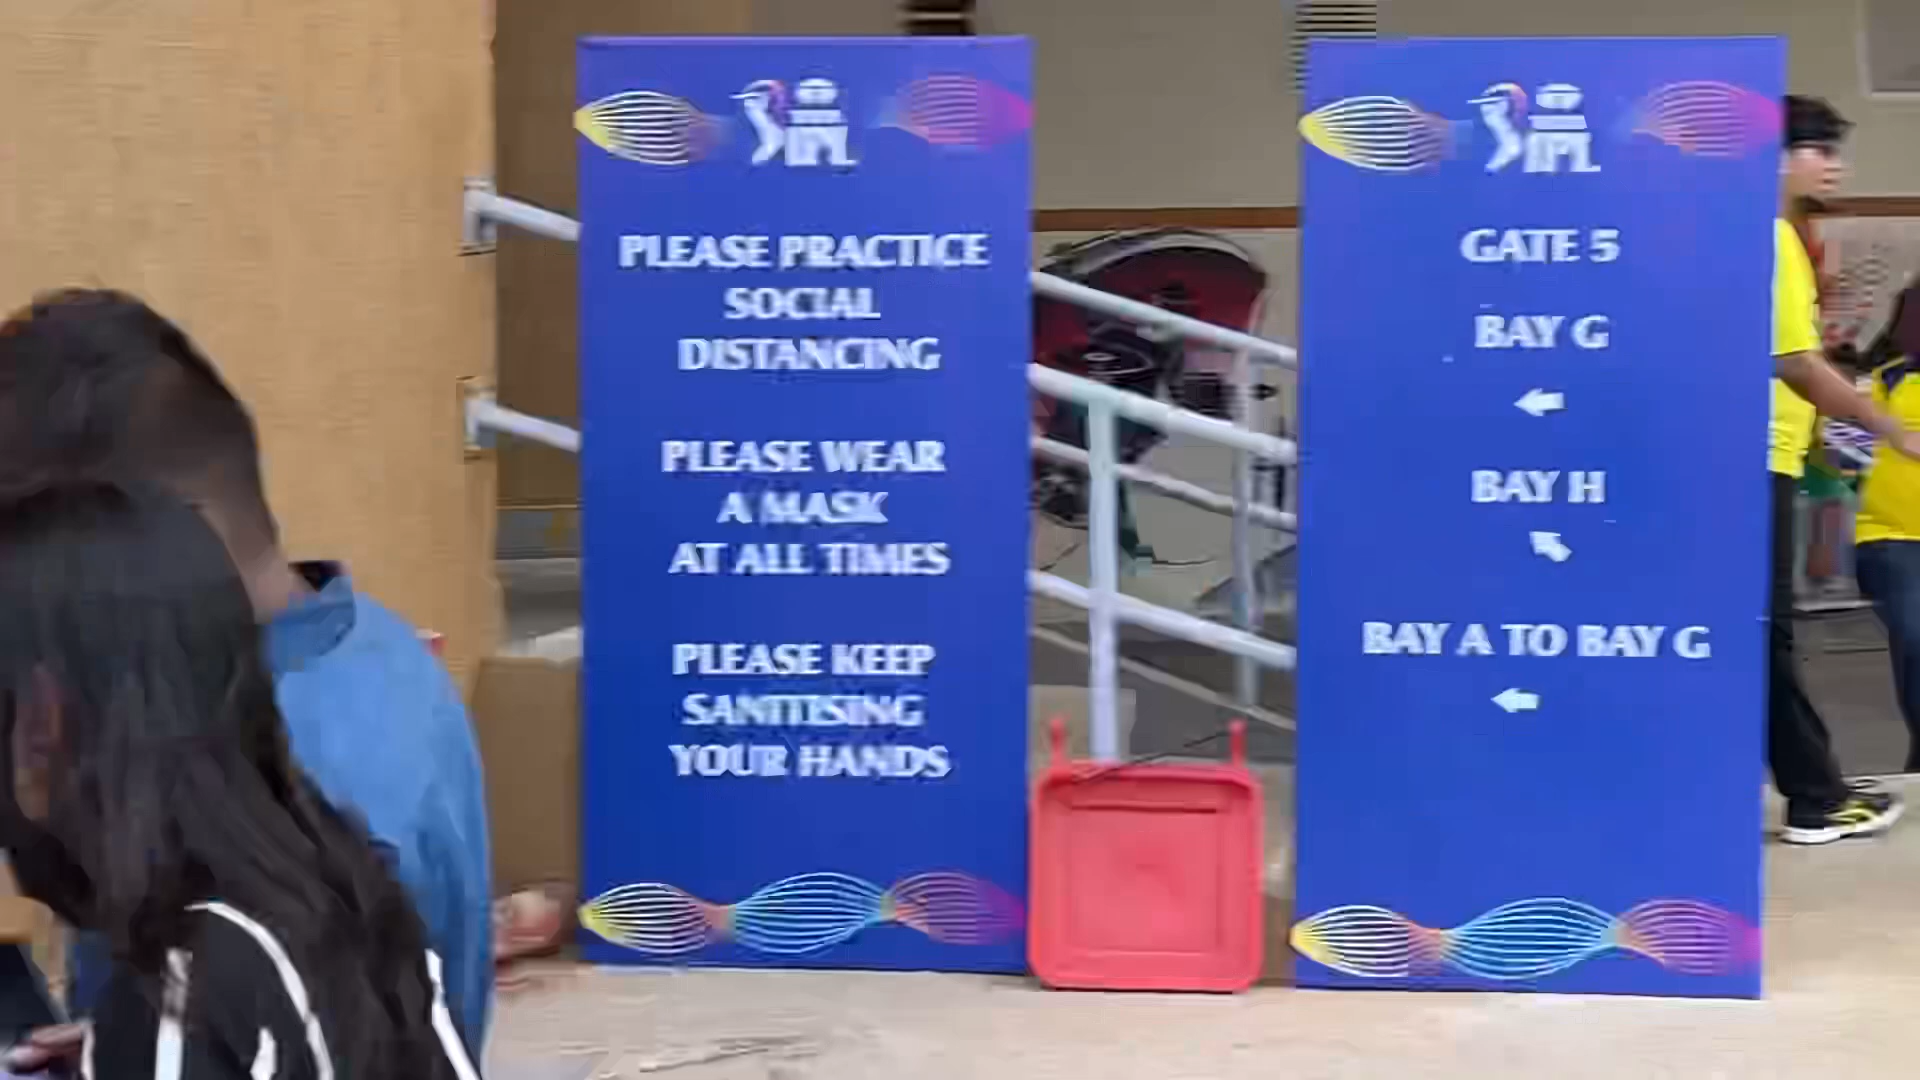 IPL
PLEASE PRACTICE
SOCIAL
DISTANCING
PLEASE WEAR
A MASK
AT ALL TIMES
PLEASE KEEP
SANITISING
YOUR HANDS
IPL
GATE 5
BAY G
BAY H
BAY A TO BAY G